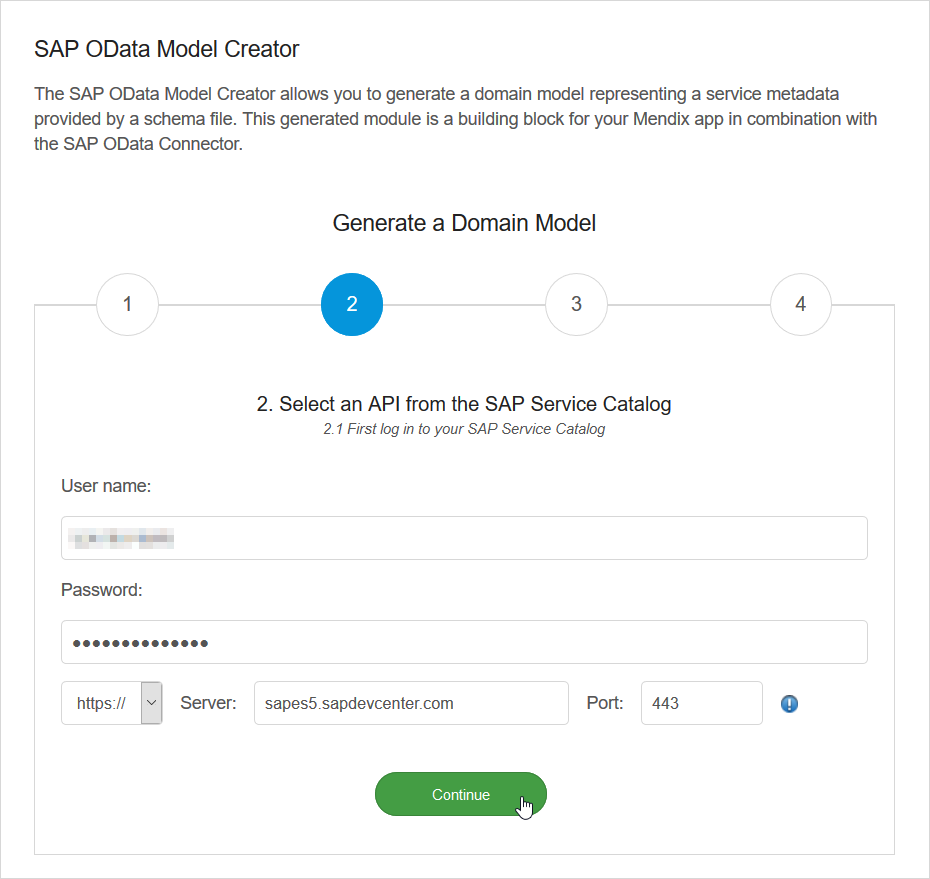 SAP OData Model Creator
The SAP OData Model Creator allows you to generate a domain model representing a service metadata
provided by a schema file. This generated module is a building block for your Mendix app in combination with
the SAP OData Connector.
Generate a Domain Model
1 2 3 4
2. Select an API from the SAP Service Catalog
2.1 First log in to your SAP Service Catalog
User name:
Password:
••••••••••••••
https:// Server: sapes5.sapdevcenter.com Port: 443
Continue